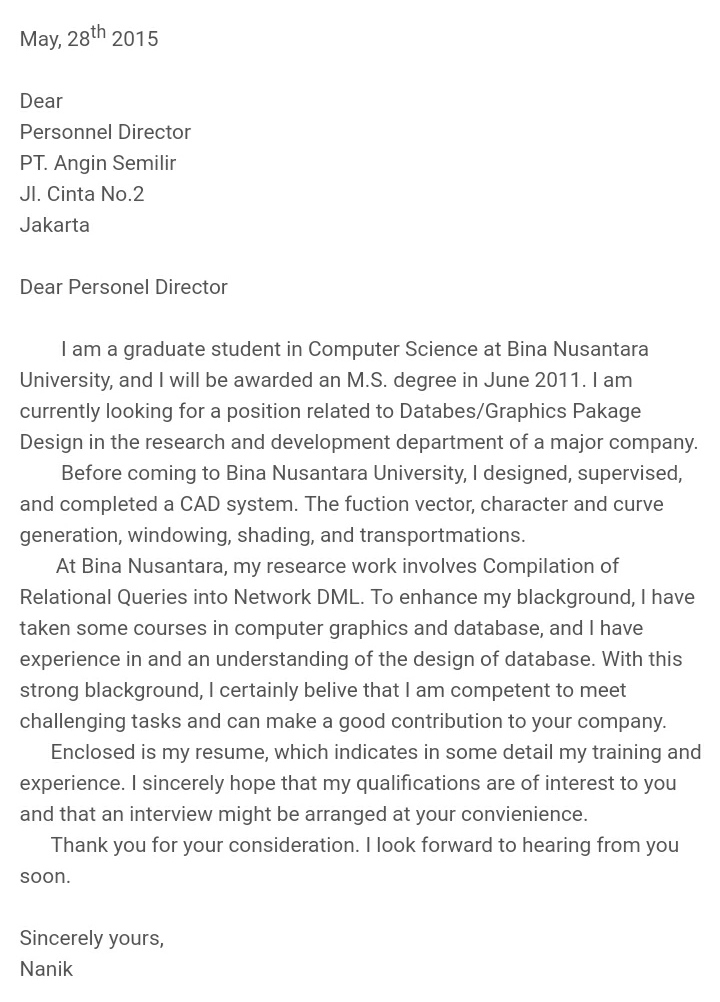 May, 28th 2015
Dear
Personnel Director
PT. Angin Semilir
Jl. Cinta No.2
Jakarta
Dear Personel Director
I am a graduate student in Computer Science at Bina Nusantara
University, and I will be awarded an M.S. degree in June 2011. I am
currently looking for a position related to Databes/Graphics Pakage
Design in the research and development department of a major company.
Before coming to Bina Nusantara University, I designed, supervised,
and completed a CAD system. The fuction vector, character and curve
generation, windowing, shading, and transportmations.
At Bina Nusantara, my researce work involves Compilation of
Relational Queries into Network DML. To enhance my blackground, I have
taken some courses in computer graphics and database, and I have
experience in and an understanding of the design of database. With this
strong blackground, I certainly belive that I am competent to meet
challenging tasks and can make a good contribution to your company.
Enclosed is my resume, which indicates in some detail my training and
experience. I sincerely hope that my qualifications are of interest to you
and that an interview might be arranged at your convienience.
Thank you for your consideration. I look forward to hearing from you
soon.
Sincerely yours,
Nanik